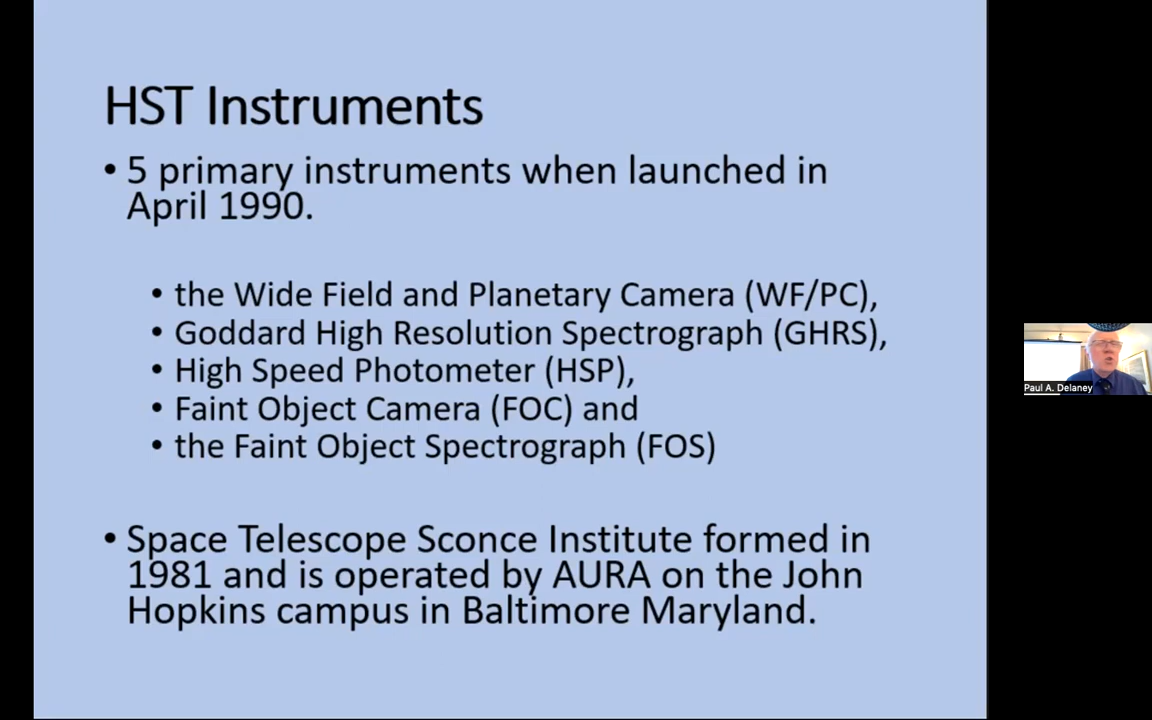 HST Instruments
• 5 primary instruments when launched in
April 1990.
• the Wide Field and Planetary Camera (WF/PC),
• Goddard High Resolution Spectrograph (GHRS),
• High Speed Photometer (HSP),
• Faint Object Camera (FOC) and
• the Faint Object Spectrograph (FOS)
• Space Telescope Sconce Institute formed in
1981 and is operated by AURA on the John
Hopkins campus in Baltimore Maryland.
Paul A. Delaney